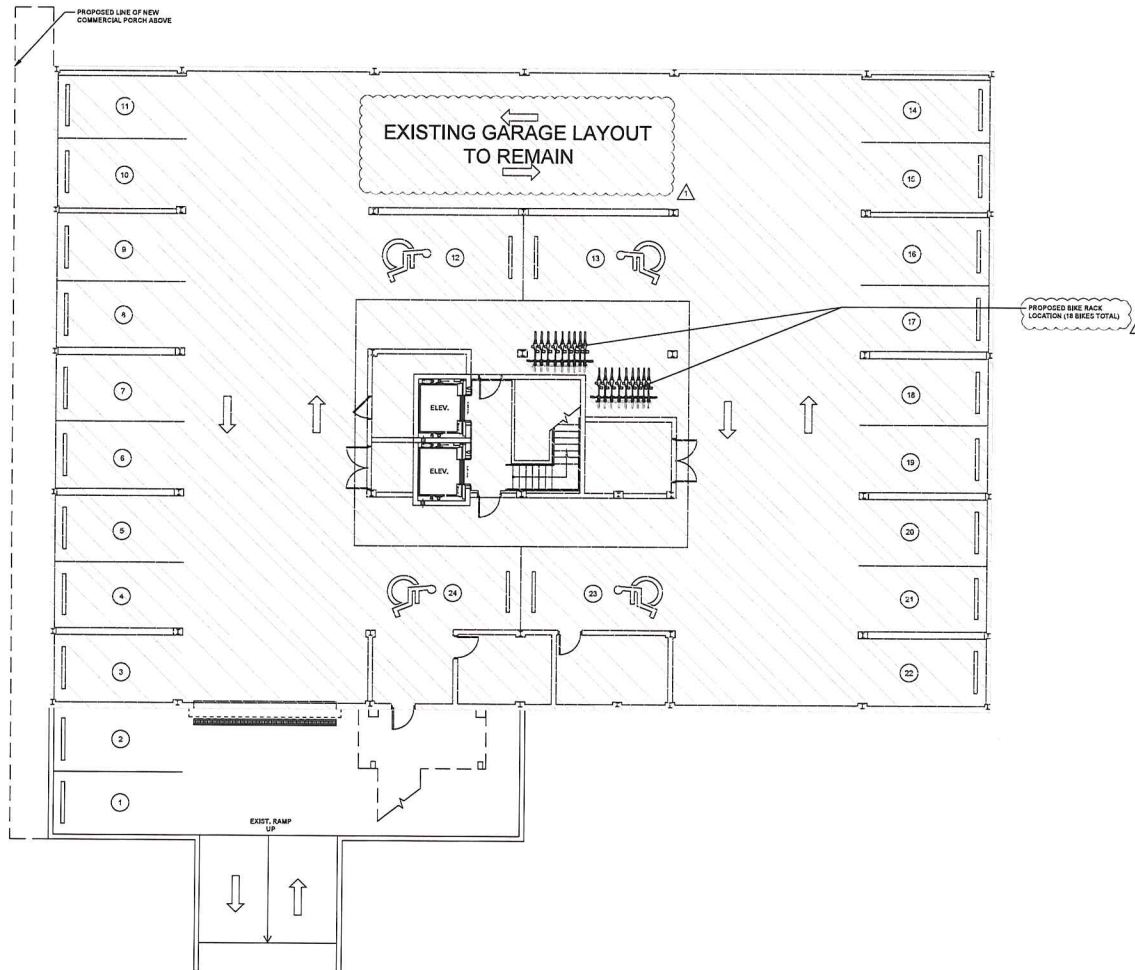 PROPOSED LINE OF NEW
COMMERCIAL PORCH ABOVE
11
14
EXISTING GARAGE LAYOUT
TO REMAIN
10
15
1
9
12
13
16
8
17
PROPOSED BIKE RACK
LOCATION (18 BIKES TOTAL)
7
ELEV.
18
6
ELEV.
19
5
20
4
24
23
21
3
22
2
1
EXIST. RAMP
UP